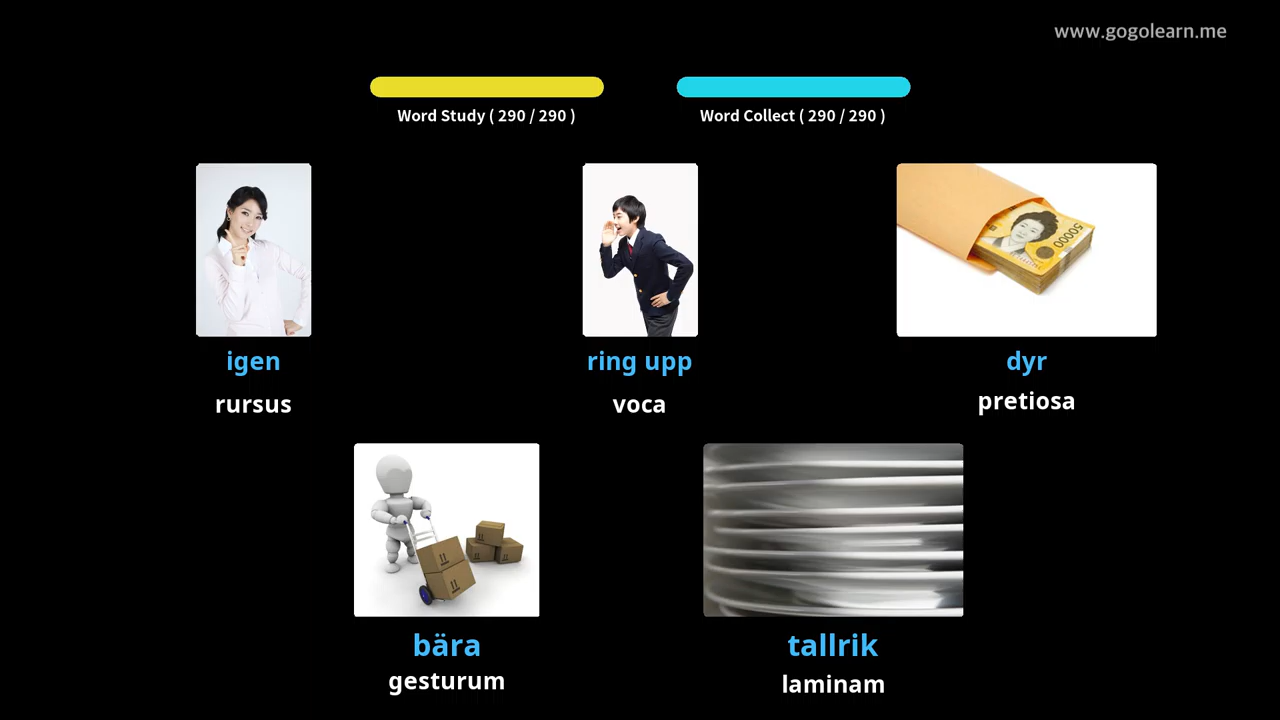 www.gogolearn.me
Word Study ( 290 / 290 )
Word Collect ( 290 / 290 )
50000
igen
ring upp
dyr
rursus
voca
pretiosa
bära
tallrik
gesturum
laminam